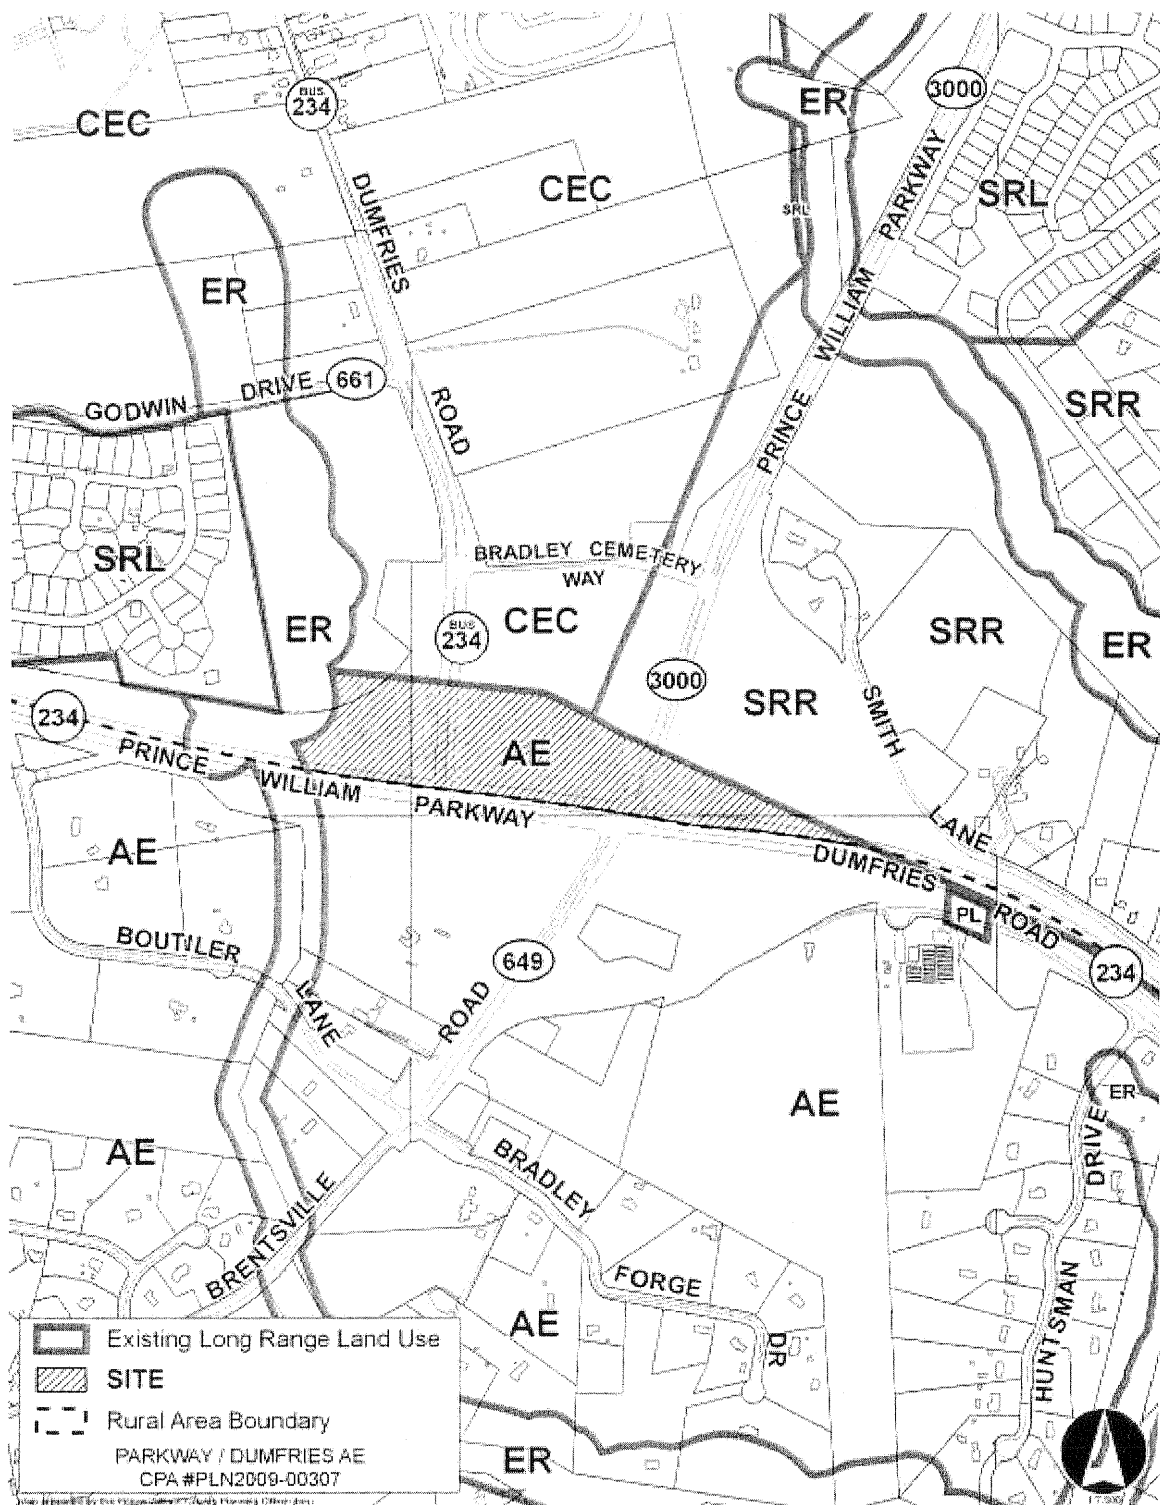 CEC
BUS
234
DUMFRIES
CEC
ER
3000
PARKWAY
SRL
SRL
ER
WILLIAM
GODWIN DRIVE
661
ROAD
PRINCE
SRR
SRL
BRADLEY CEMETERY
WAY
ER
BUS
234
CEC
SRR
ER
3000
SRR
SMITH
234
PRINCE WILLIAM PARKWAY
AE
LANE
AE
DUMFRIES ROAD
PL
BOUTILER
LANE
649
ROAD
234
AE
ER
AE
BRADLEY
DRIVE
BRENTSVILLE
FORGE
HUNTSMAN
AE
DR
Existing Long Range Land Use
SITE
Rural Area Boundary
PARKWAY / DUMFRIES AE
CPA #PLN2009-00307
ER